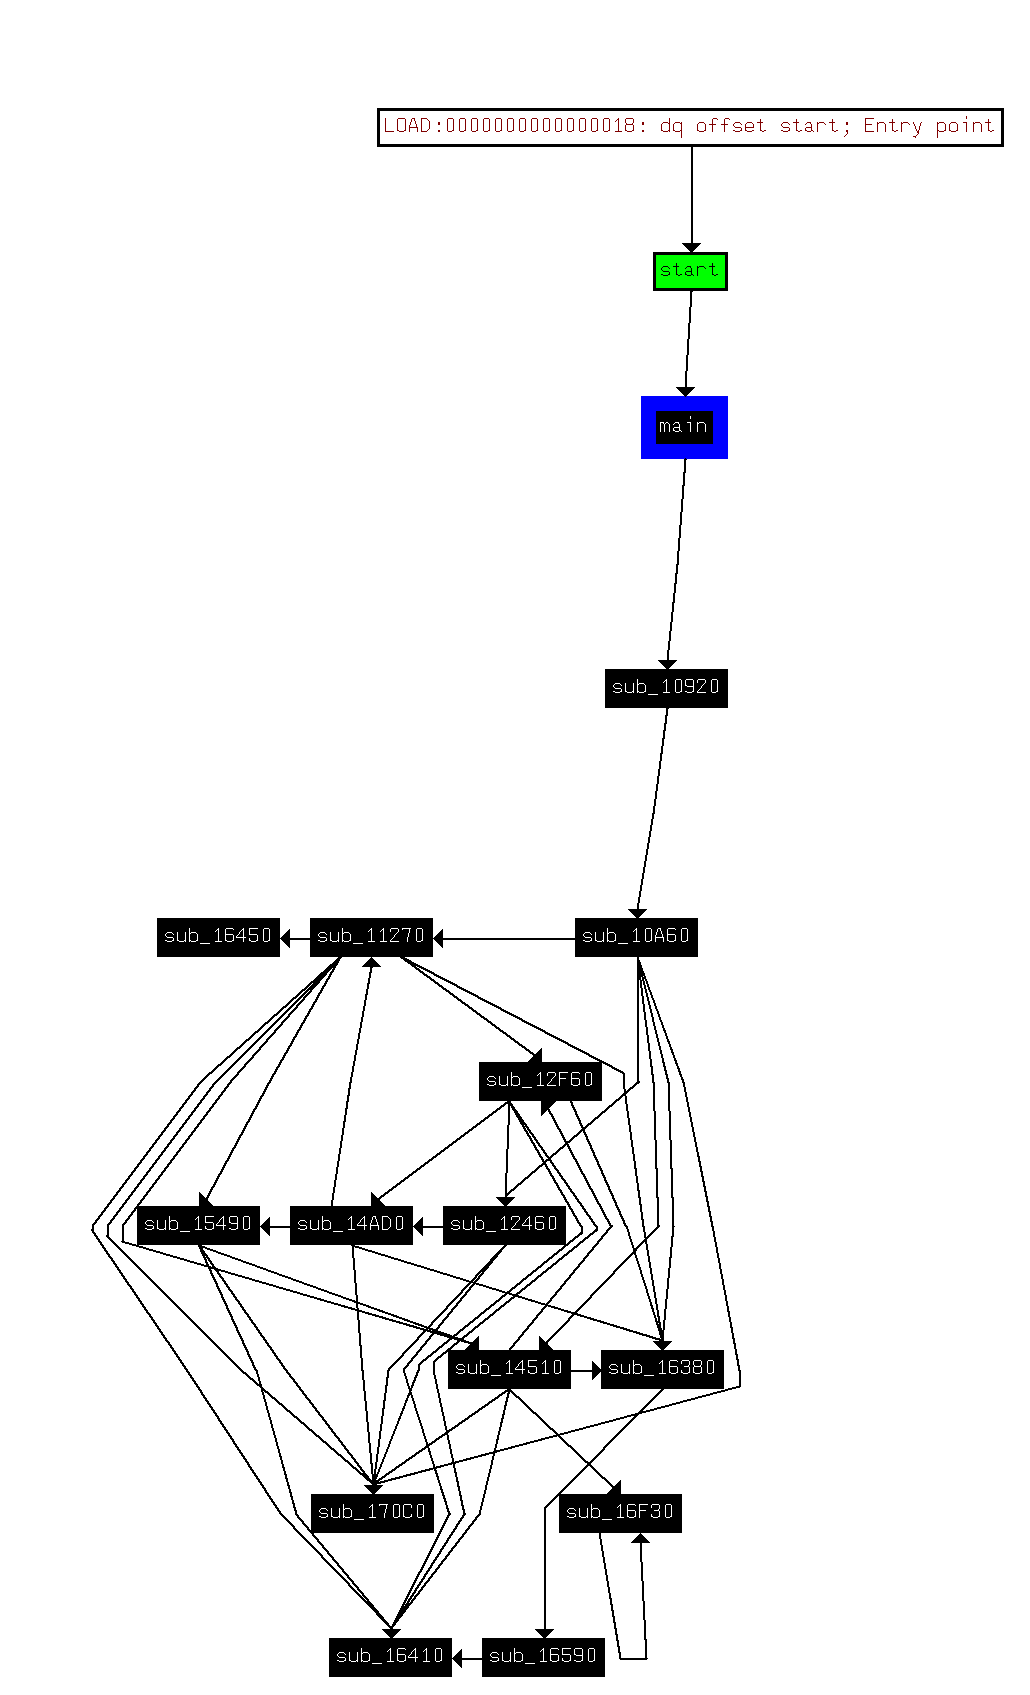 LOAD:0000000000000018: dq offset start; Entry point
start
main
sub_10920
sub_16450
sub_11270
sub_10A60
sub_12F60
sub_15490
sub_14AD0
sub_12460
sub_14510
sub_16380
sub_170C0
sub_16F30
sub_16410
sub_16590